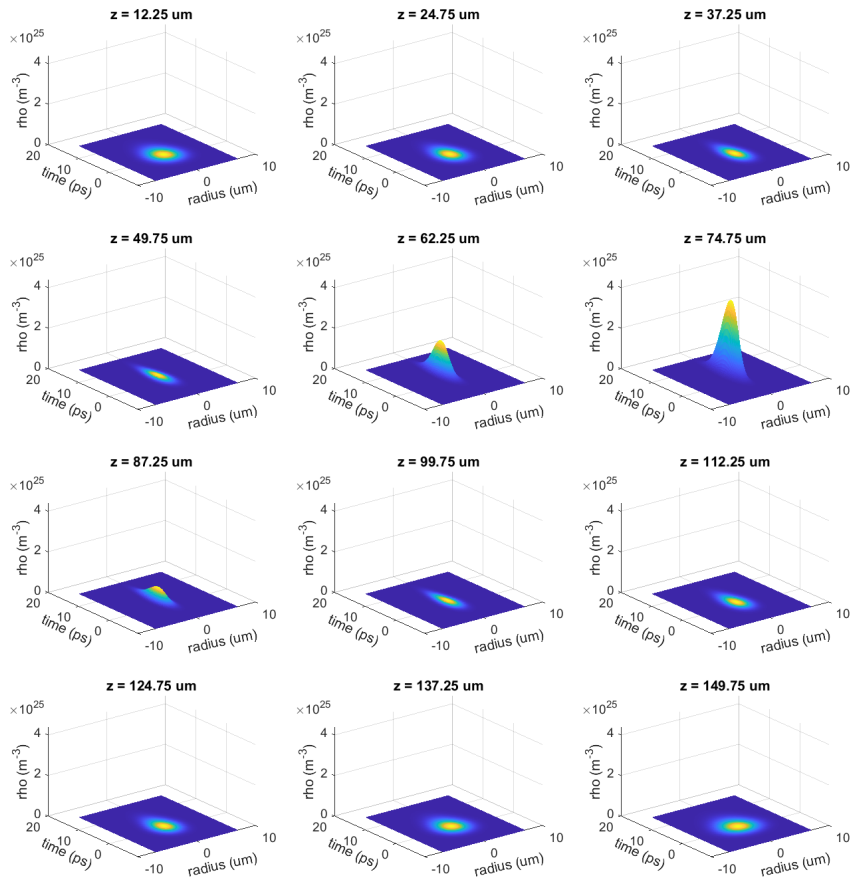 z = 12.25 um
×10^25
4
2
0
rho (m^-3)
20
10
0
-10
time (ps)
0
10
radius (um)
z = 24.75 um
×10^25
4
2
0
rho (m^-3)
20
10
0
-10
time (ps)
0
10
radius (um)
z = 37.25 um
×10^25
4
2
0
rho (m^-3)
20
10
0
-10
time (ps)
0
10
radius (um)
z = 49.75 um
×10^25
4
2
0
rho (m^-3)
20
10
0
-10
time (ps)
0
10
radius (um)
z = 62.25 um
×10^25
4
2
0
rho (m^-3)
20
10
0
-10
time (ps)
0
10
radius (um)
z = 74.75 um
×10^25
4
2
0
rho (m^-3)
20
10
0
-10
time (ps)
0
10
radius (um)
z = 87.25 um
×10^25
4
2
0
rho (m^-3)
20
10
0
-10
time (ps)
0
10
radius (um)
z = 99.75 um
×10^25
4
2
0
rho (m^-3)
20
10
0
-10
time (ps)
0
10
radius (um)
z = 112.25 um
×10^25
4
2
0
rho (m^-3)
20
10
0
-10
time (ps)
0
10
radius (um)
z = 124.75 um
×10^25
4
2
0
rho (m^-3)
20
10
0
-10
time (ps)
0
10
radius (um)
z = 137.25 um
×10^25
4
2
0
rho (m^-3)
20
10
0
-10
time (ps)
0
10
radius (um)
z = 149.75 um
×10^25
4
2
0
rho (m^-3)
20
10
0
-10
time (ps)
0
10
radius (um)